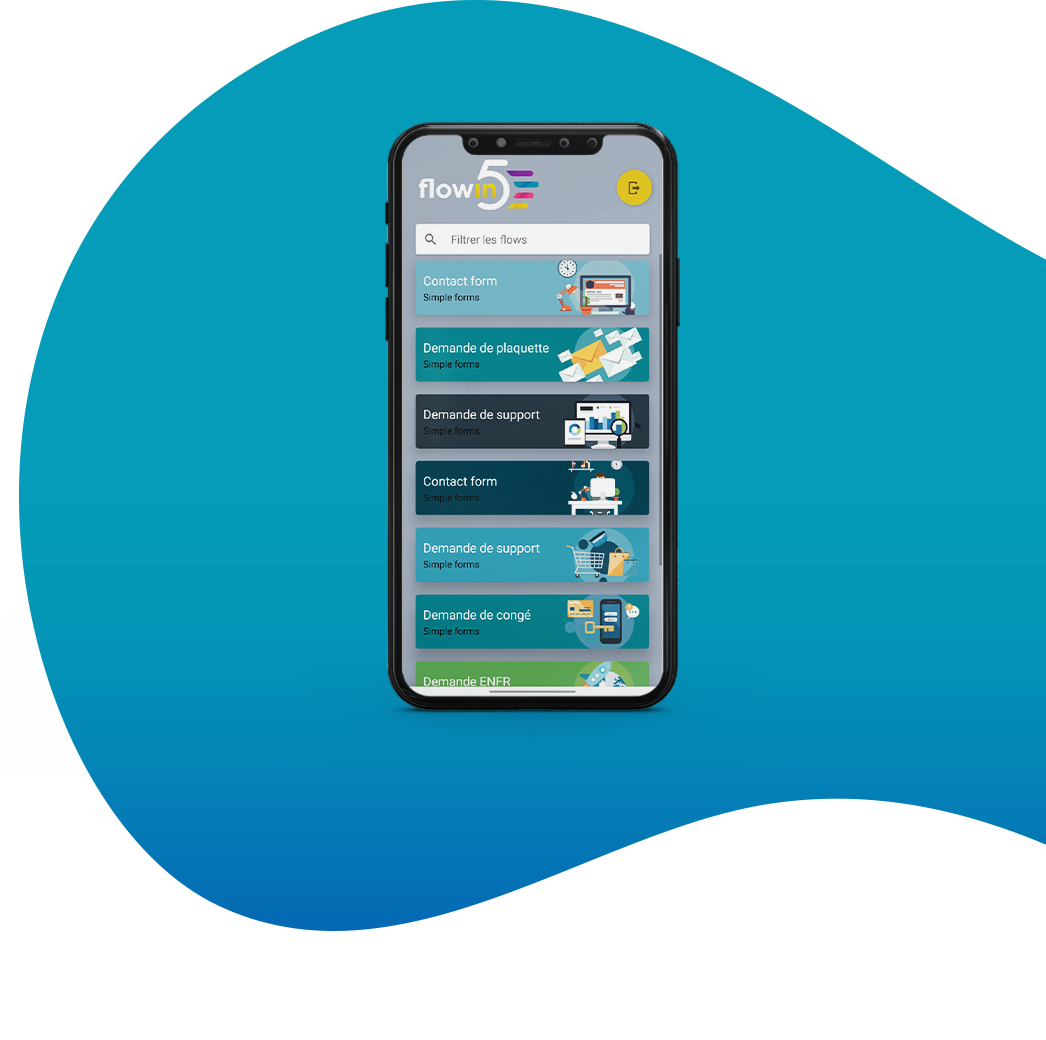 flowin5
Filtrer les flows
Contact form
Simple forms
Demande de plaquette
Simple forms
Demande de support
Simple forms
Contact form
Simple forms
Demande de support
Simple forms
Demande de congé
Simple forms
Demande ENFR